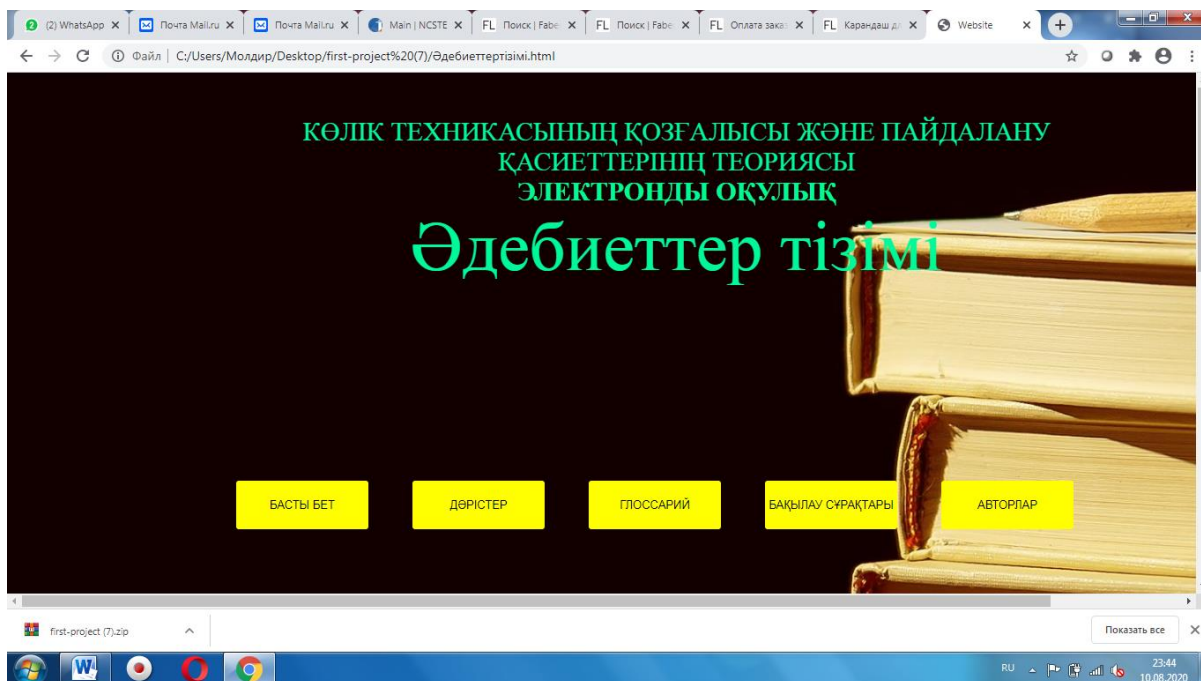 (2) WhatsApp
Почта Mail.ru
Почта Mail.ru
Main | NCSTE
FL Поиск | Fabe
FL Поиск | Fabe
FL Оплата заказ
FL Карандаш д
Website
Файл | C:/Users/Молдир/Desktop/first-project%20(7)/Әдебиеттертізімі.html
КӨЛІК ТЕХНИКАСЫНЫҢ ҚОЗҒАЛЫСЫ ЖӘНЕ ПАЙДАЛАНУ
ҚАСИЕТТЕРІНІҢ ТЕОРИЯСЫ
ЭЛЕКТРОНДЫ ОҚУЛЫҚ
Әдебиеттер тізімі
БАСТЫ БЕТ
ДӘРІСТЕР
ГЛОССАРИЙ
БАҚЫЛАУ СҰРАҚТАРЫ
АВТОРЛАР
first-project (7).zip
Показать все
RU
23:44
10.08.2020